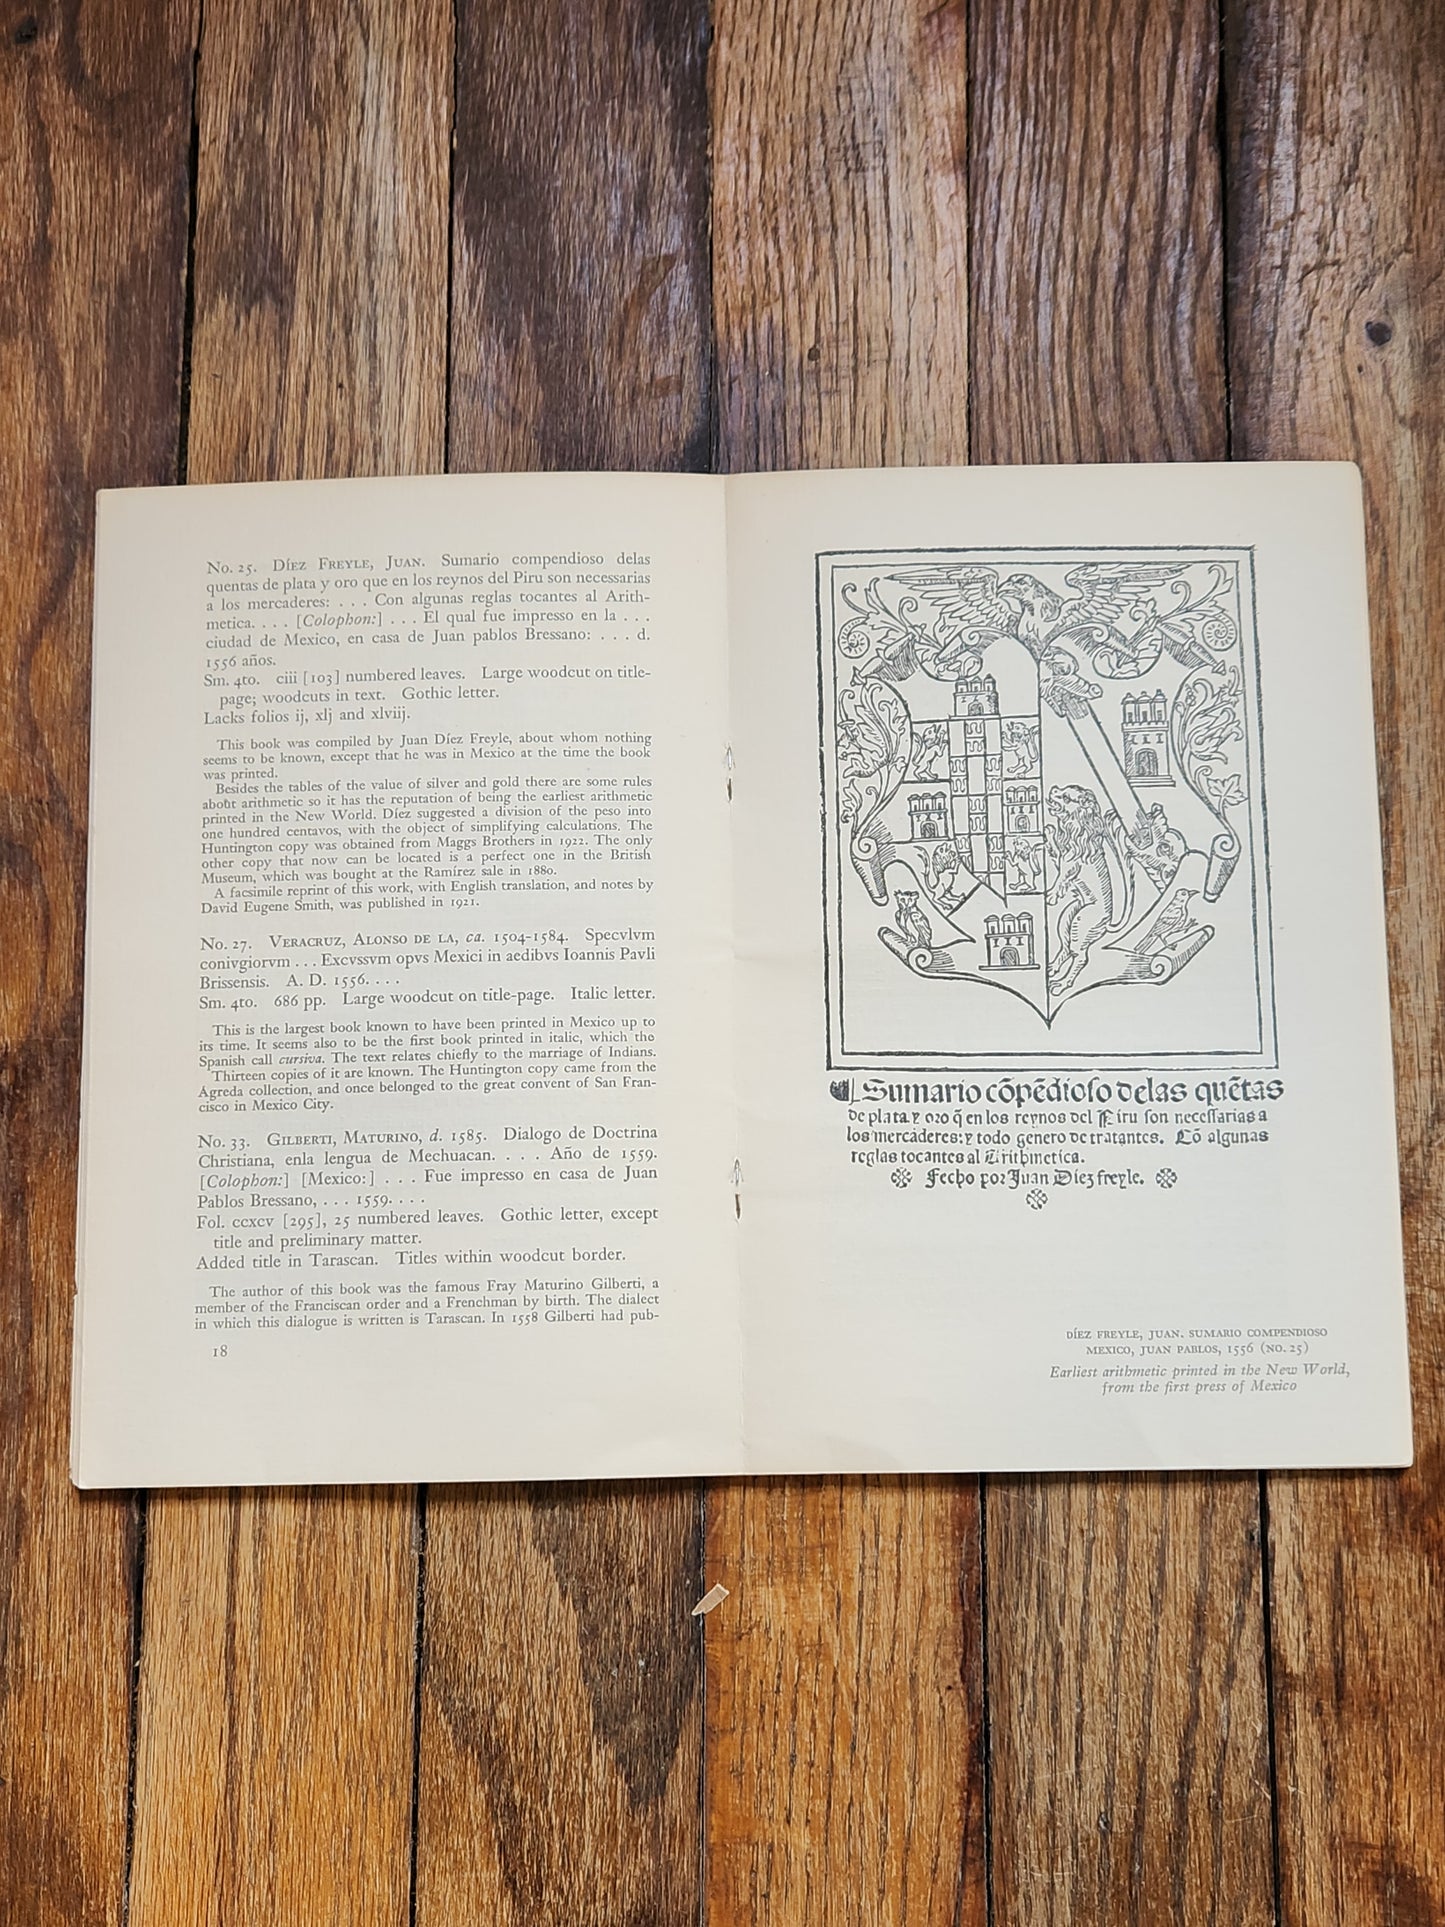 No. 25. Díez Freyle, Juan. Sumario compendioso delas
quentas de plata y oro que en los reynos del Piru son necessarias
a los mercaderes: . . . Con algunas reglas tocantes al Arith-
metica. . . . [Colophon:] . . . El qual fue impresso en la . . .
ciudad de Mexico, en casa de Juan pablos Bressano: . . . d.
1556 años.
Sm. 4to. ciii [103] numbered leaves. Large woodcut on title-
page; woodcuts in text. Gothic letter.
Lacks folios ij, xlj and xlviij.
This book was compiled by Juan Díez Freyle, about whom nothing
seems to be known, except that he was in Mexico at the time the book
was printed.
Besides the tables of the value of silver and gold there are some rules
about arithmetic so it has the reputation of being the earliest arithmetic
printed in the New World. Díez suggested a division of the peso into
one hundred centavos, with the object of simplifying calculations. The
Huntington copy was obtained from Maggs Brothers in 1922. The only
other copy that now can be located is a perfect one in the British
Museum, which was bought at the Ramírez sale in 1880.
A facsimile reprint of this work, with English translation, and notes by
David Eugene Smith, was published in 1921.
No. 27. Veracruz, Alonso de la, ca. 1504-1584. Specvlvm
conivgiorvm . . . Excvssvm opvs Mexici in aedibvs Ioannis Pavli
Brissensis. A. D. 1556. . . .
Sm. 4to. 686 pp. Large woodcut on title-page. Italic letter.
This is the largest book known to have been printed in Mexico up to
its time. It seems also to be the first book printed in italic, which the
Spanish call cursiva. The text relates chiefly to the marriage of Indians.
Thirteen copies of it are known. The Huntington copy came from the
Ágreda collection, and once belonged to the great convent of San Fran-
cisco in Mexico City.
No. 33. Gilberti, Maturino, d. 1585. Dialogo de Doctrina
Christiana, enla lengua de Mechuacan. . . . Año de 1559.
[Colophon:] [Mexico:] . . . Fue impresso en casa de Juan
Pablos Bressano, . . . 1559. . . .
Fol. ccxcv [295], 25 numbered leaves. Gothic letter, except
title and preliminary matter.
Added title in Tarascan. Titles within woodcut border.
The author of this book was the famous Fray Maturino Gilberti, a
member of the Franciscan order and a Frenchman by birth. The dialect
in which this dialogue is written is Tarascan. In 1558 Gilberti had pub-
18
Sumario cõpẽdioso delas quẽtas
de plata y oro q̃ en los reynos del Piru son necessarias a
los mercaderes: y todo genero de tratantes. Cõ algunas
reglas tocantes al Arithmetica.
Fecho por Juan Diez freyle.
DÍEZ FREYLE, JUAN. SUMARIO COMPENDIOSO
MEXICO, JUAN PABLOS, 1556 (NO. 25)
Earliest arithmetic printed in the New World,
from the first press of Mexico